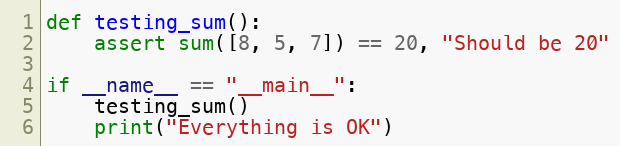 1 def testing_sum():
2     assert sum([8, 5, 7]) == 20, "Should be 20"
3
4 if __name__ == "__main__":
5     testing_sum()
6     print("Everything is OK")